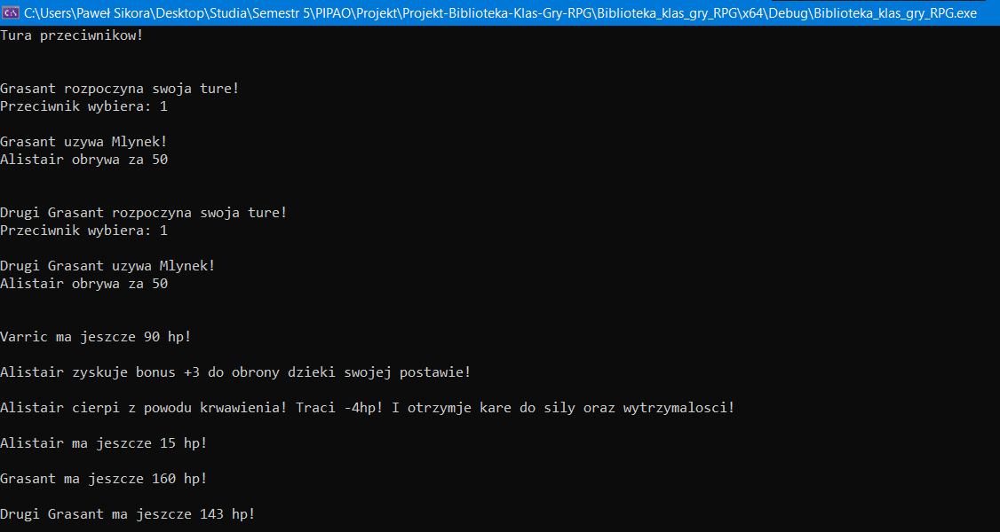 C:\Users\Paweł Sikora\Desktop\Studia\Semestr 5\PIPAO\Projekt\Projekt-Biblioteka-Klas-Gry-RPG\Biblioteka_klas_gry_RPG\x64\Debug\Biblioteka_klas_gry_RPG.exe
Tura przeciwnikow!
Grasant rozpoczyna swoja ture!
Przeciwnik wybiera: 1
Grasant uzywa Mlynek!
Alistair obrywa za 50
Drugi Grasant rozpoczyna swoja ture!
Przeciwnik wybiera: 1
Drugi Grasant uzywa Mlynek!
Alistair obrywa za 50
Varric ma jeszcze 90 hp!
Alistair zyskuje bonus +3 do obrony dzieki swojej postawie!
Alistair cierpi z powodu krwawienia! Traci -4hp! I otrzymje kare do sily oraz wytrzymalosci!
Alistair ma jeszcze 15 hp!
Grasant ma jeszcze 160 hp!
Drugi Grasant ma jeszcze 143 hp!